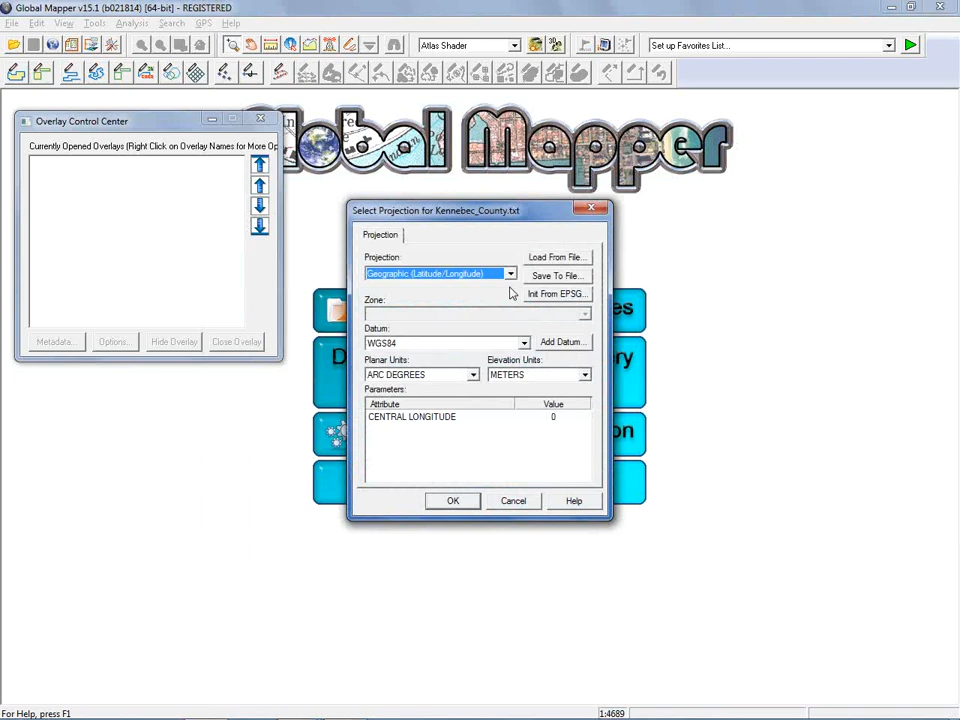 Global Mapper v15.1 (b021814) [64-bit] - REGISTERED
File Edit View Tools Analysis Search GPS Help
Atlas Shader
Set up Favorites List...
Global Mapper
Overlay Control Center
Currently Opened Overlays (Right Click on Overlay Names for More Op
Metadata... Options... Hide Overlay Close Overlay
Select Projection for Kennebec_County.txt
Projection
Projection:
Load From File...
Geographic (Latitude/Longitude)
Save To File...
Init From EPSG...
Zone:
Datum:
WGS84
Add Datum...
Planar Units: Elevation Units:
ARC DEGREES METERS
Parameters:
Attribute Value
CENTRAL LONGITUDE 0
OK Cancel Help
For Help, press F1
1:4689